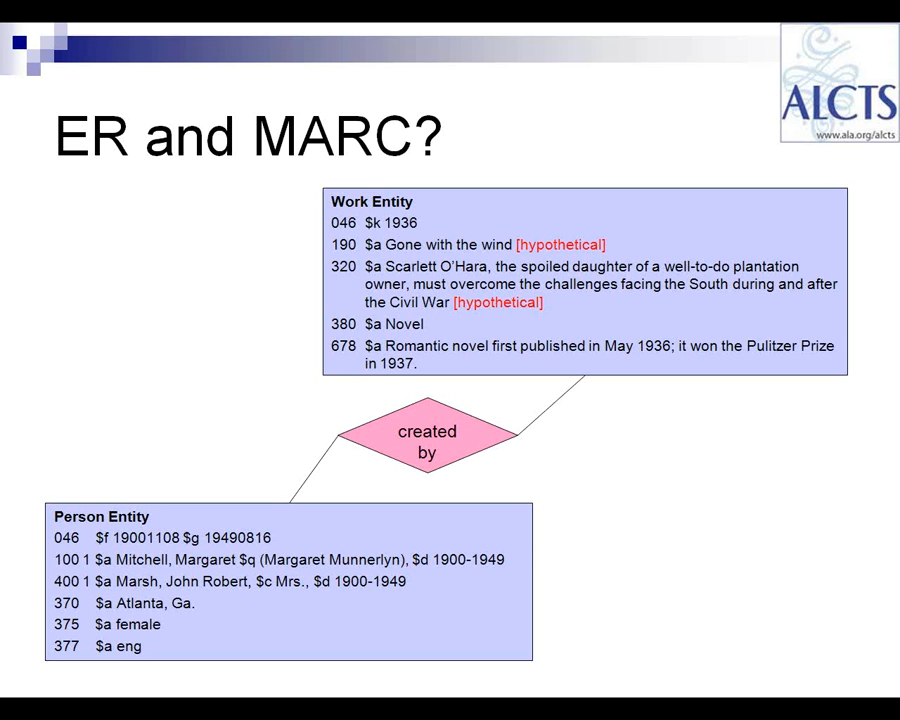 ALCTS
www.ala.org/alcts
ER and MARC?
Work Entity
046 $k 1936
190 $a Gone with the wind [hypothetical]
320 $a Scarlett O’Hara, the spoiled daughter of a well-to-do plantation
owner, must overcome the challenges facing the South during and after
the Civil War [hypothetical]
380 $a Novel
678 $a Romantic novel first published in May 1936; it won the Pulitzer Prize
in 1937.
created
by
Person Entity
046 $f 19001108 $g 19490816
100 1 $a Mitchell, Margaret $q (Margaret Munnerlyn), $d 1900-1949
400 1 $a Marsh, John Robert, $c Mrs., $d 1900-1949
370 $a Atlanta, Ga.
375 $a female
377 $a eng